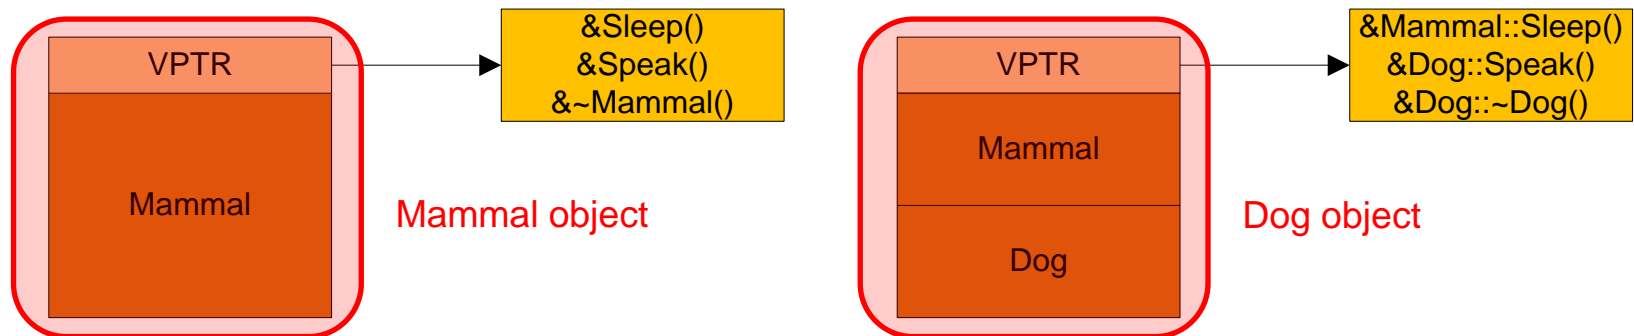 VPTR
Mammal
&Sleep()
&Speak()
&~Mammal()
Mammal object
VPTR
Mammal
Dog
&Mammal::Sleep()
&Dog::Speak()
&Dog::~Dog()
Dog object